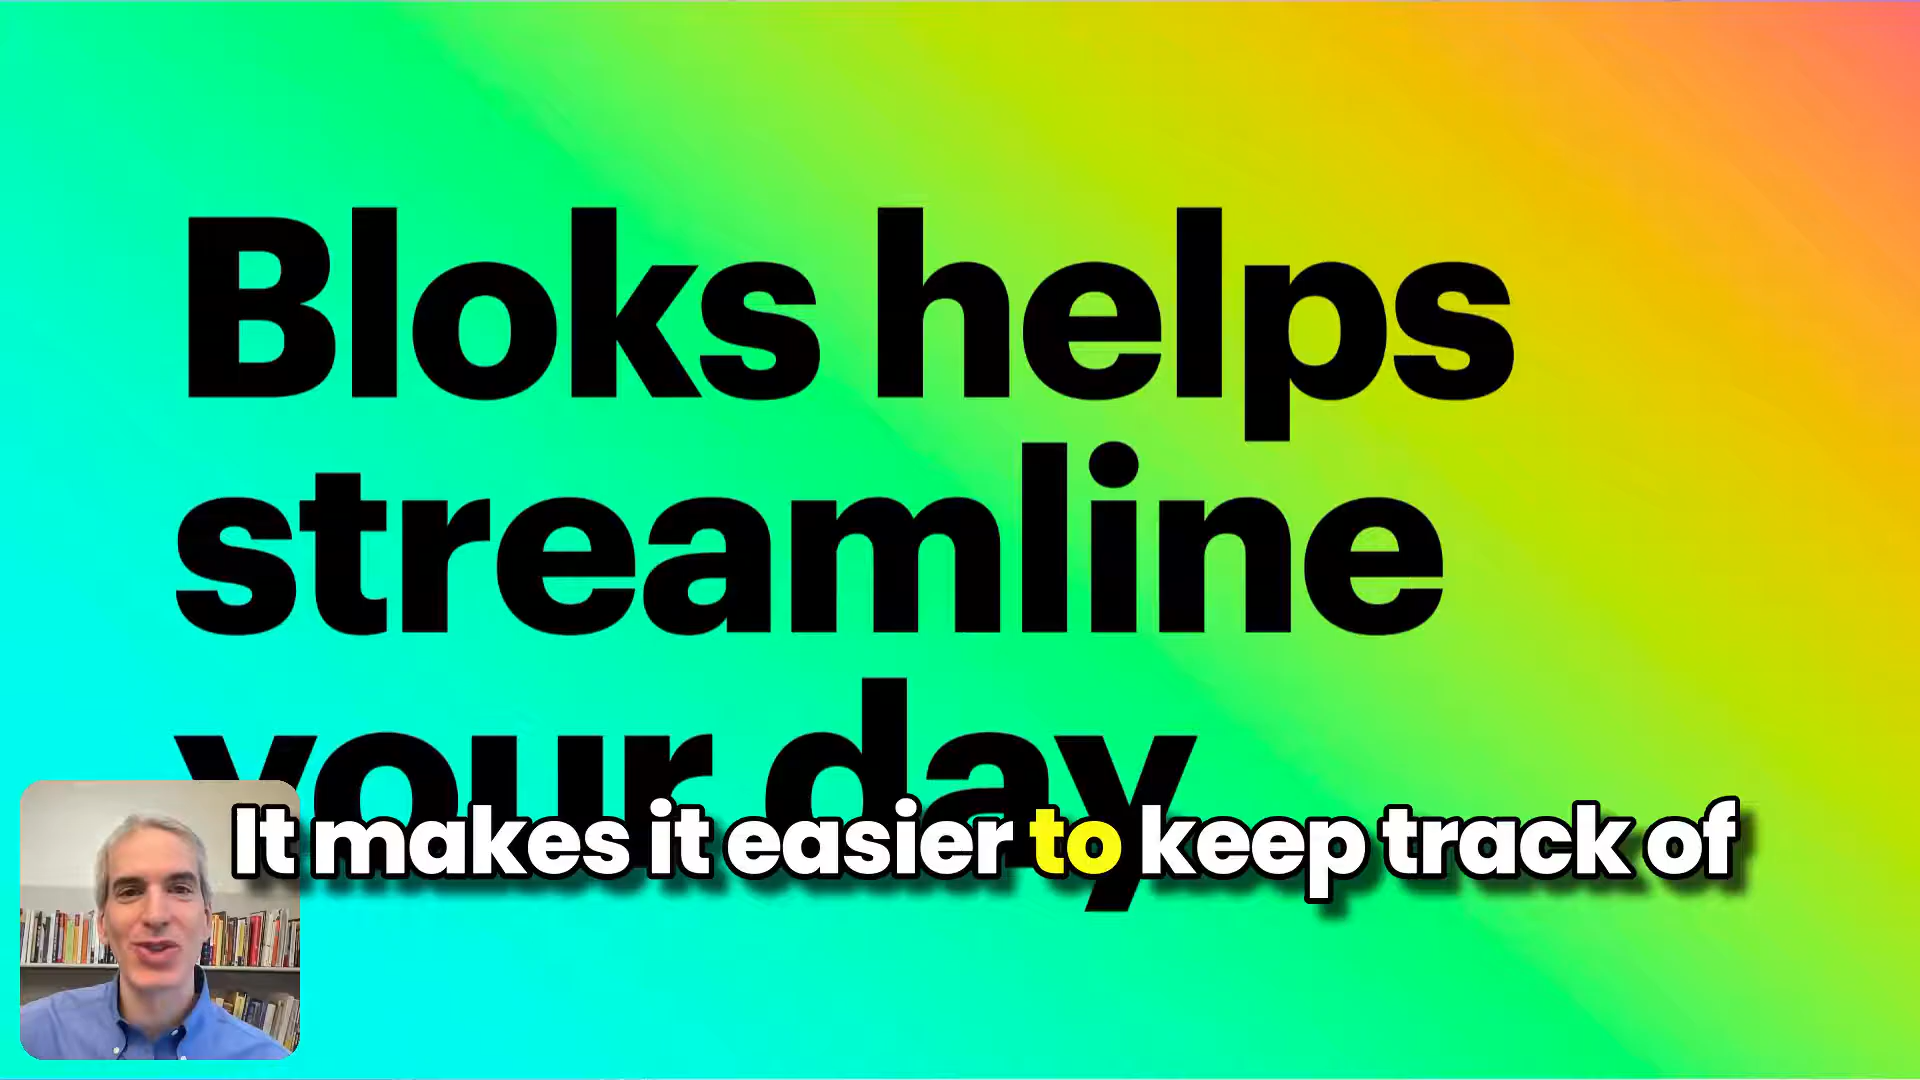 Bloks helps
streamline
your day
It makes it easier to keep track of